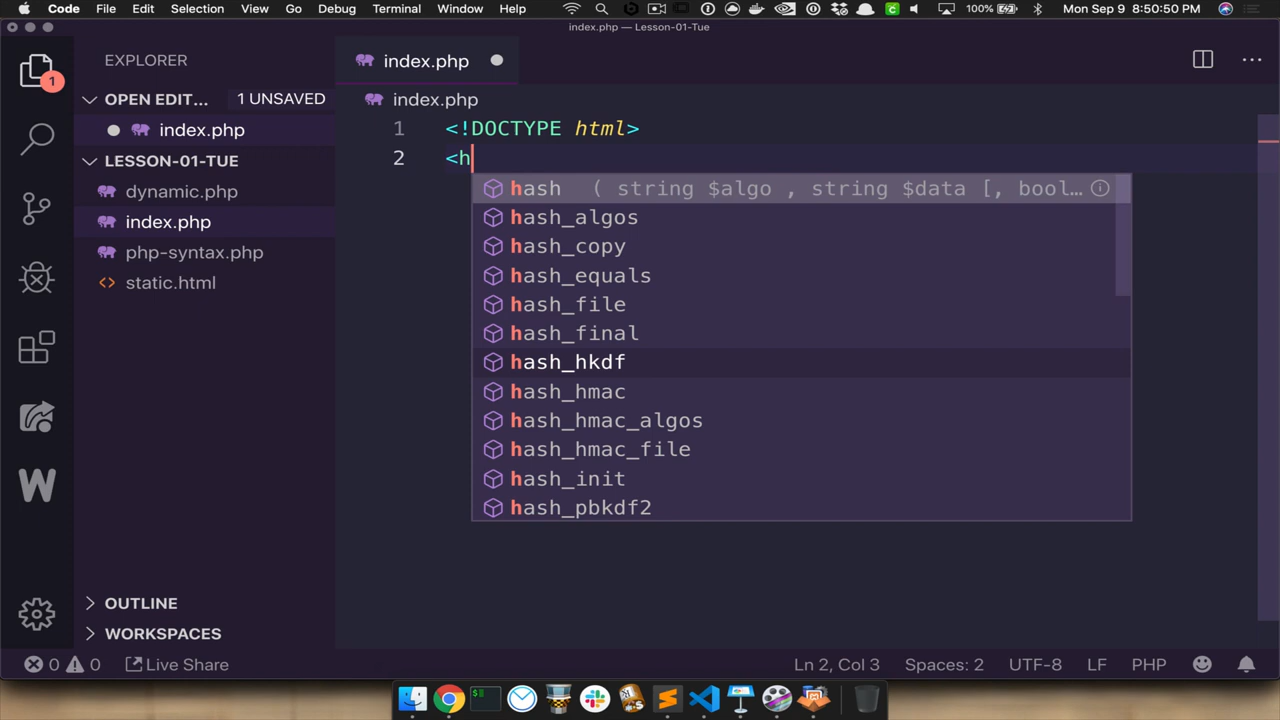 Code File Edit Selection View Go Debug Terminal Window Help 100% Mon Sep 9 8:50:50 PM
index.php — Lesson-01-Tue
EXPLORER
index.php
1
OPEN EDIT... 1 UNSAVED
index.php
index.php
LESSON-01-TUE
dynamic.php
index.php
php-syntax.php
static.html
1 <!DOCTYPE html>
2 <h
hash ( string $algo , string $data [, bool…
hash_algos
hash_copy
hash_equals
hash_file
hash_final
hash_hkdf
hash_hmac
hash_hmac_algos
hash_hmac_file
hash_init
hash_pbkdf2
W
OUTLINE
WORKSPACES
0 0 Live Share Ln 2, Col 3 Spaces: 2 UTF-8 LF PHP